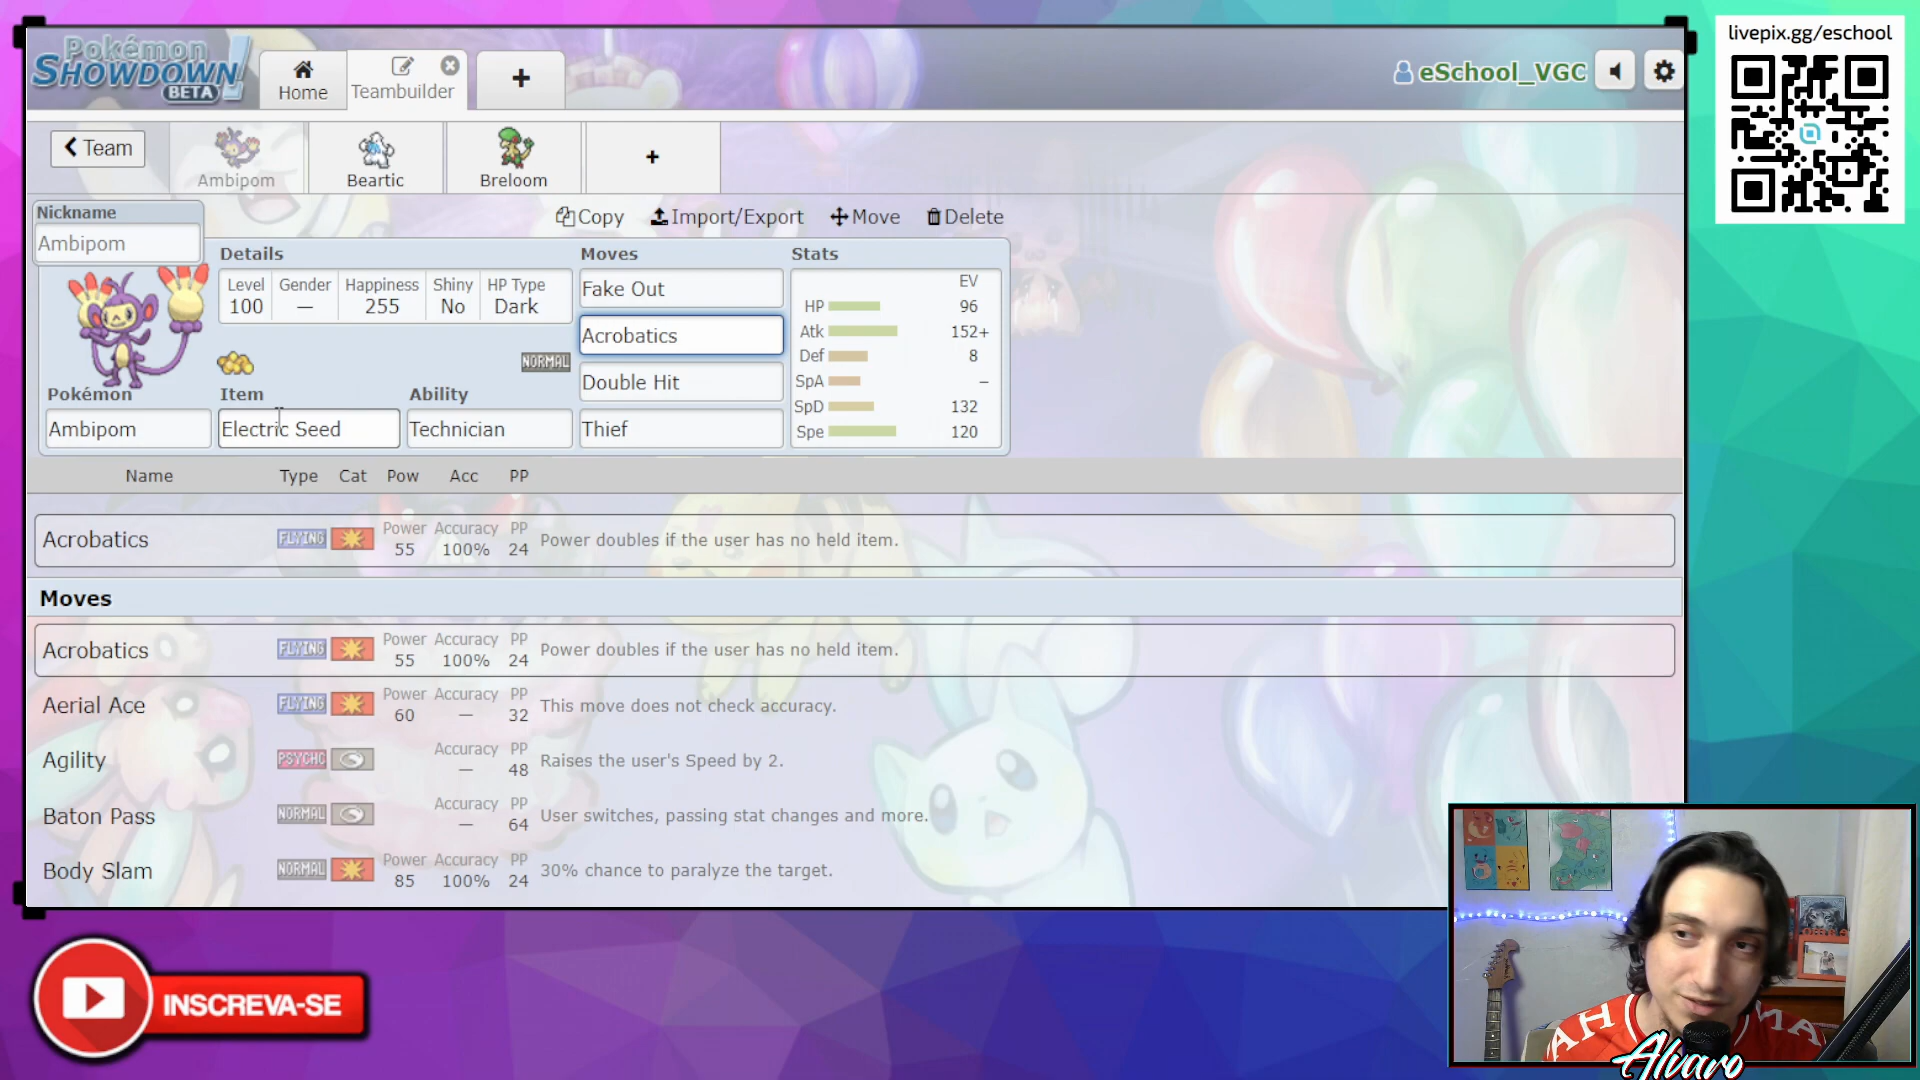 livepix.gg/eschool
Pokémon
SHOWDOWN!
BETA
Home
Teambuilder
+
eSchool_VGC
Team
Ambipom
Beartic
Breloom
+
Nickname
Ambipom
Copy
Import/Export
Move
Delete
Details
Moves
Stats
Level
100
Gender
—
Happiness
255
Shiny
No
HP Type
Dark
NORMAL
Pokémon
Ambipom
Item
Electric Seed
Ability
Technician
Fake Out
Acrobatics
Double Hit
Thief
EV
HP 96
Atk 152+
Def 8
SpA –
SpD 132
Spe 120
Name Type Cat Pow Acc PP
Acrobatics FLYING Power 55 Accuracy 100% PP 24 Power doubles if the user has no held item.
Moves
Acrobatics FLYING Power 55 Accuracy 100% PP 24 Power doubles if the user has no held item.
Aerial Ace FLYING Power 60 Accuracy — PP 32 This move does not check accuracy.
Agility PSYCHC Accuracy — PP 48 Raises the user's Speed by 2.
Baton Pass NORMAL Accuracy — PP 64 User switches, passing stat changes and more.
Body Slam NORMAL Power 85 Accuracy 100% PP 24 30% chance to paralyze the target.
INSCREVA-SE
Alvaro